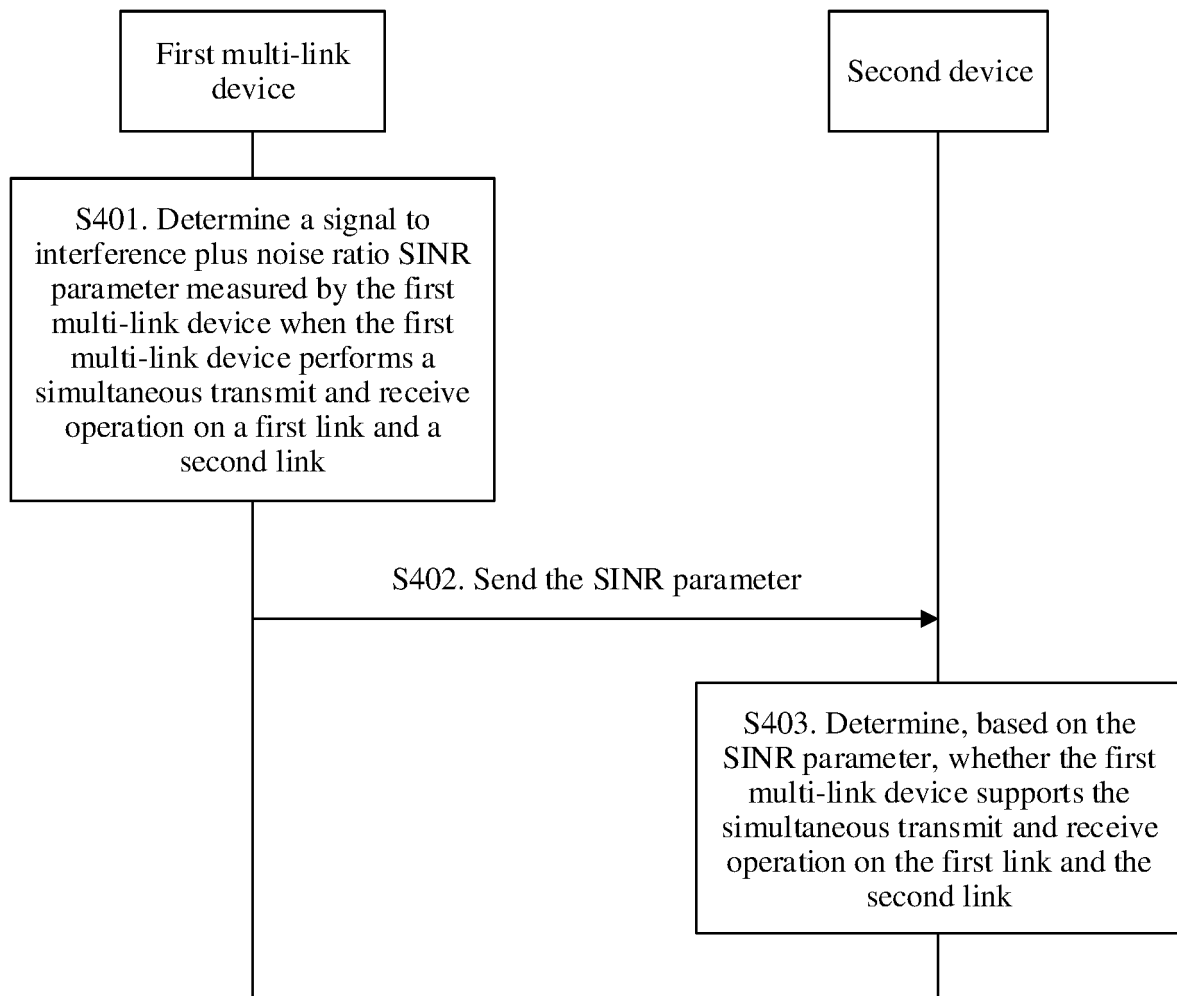 First multi-link
device
Second device
S401. Determine a signal to
interference plus noise ratio SINR
parameter measured by the first
multi-link device when the first
multi-link device performs a
simultaneous transmit and receive
operation on a first link and a
second link
S402. Send the SINR parameter
S403. Determine, based on the
SINR parameter, whether the first
multi-link device supports the
simultaneous transmit and receive
operation on the first link and the
second link